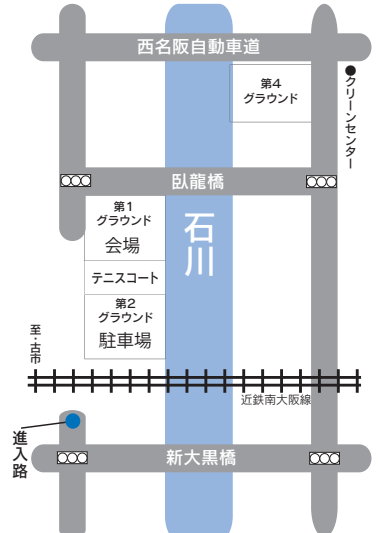 西名阪自動車道
第4
グラウンド
クリーンセンター
臥龍橋
第1
グラウンド
会場
石川
テニスコート
第2
グラウンド
駐車場
至・古市
近鉄南大阪線
進入路
新大黒橋